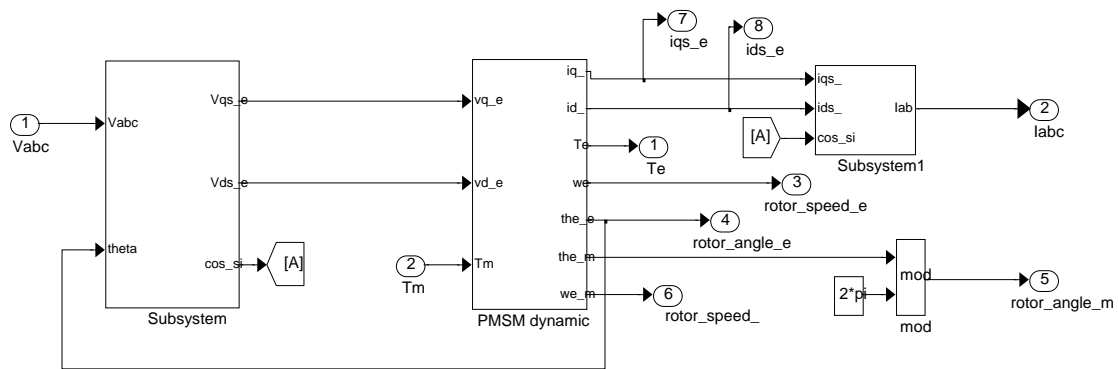 7
iqs_e
8
ids_e
1
Vabc
Vabc
theta
Vqs_e
Vds_e
cos_si
Subsystem
[A]
2
Tm
vq_e
vd_e
Tm
iq_
id_
Te
we
the_e
the_m
we_m
PMSM dynamic
1
Te
3
rotor_speed_e
4
rotor_angle_e
6
rotor_speed_
[A]
iqs_
ids_
cos_si
Iab
Subsystem1
2
Iabc
2*pi
mod
mod
5
rotor_angle_m